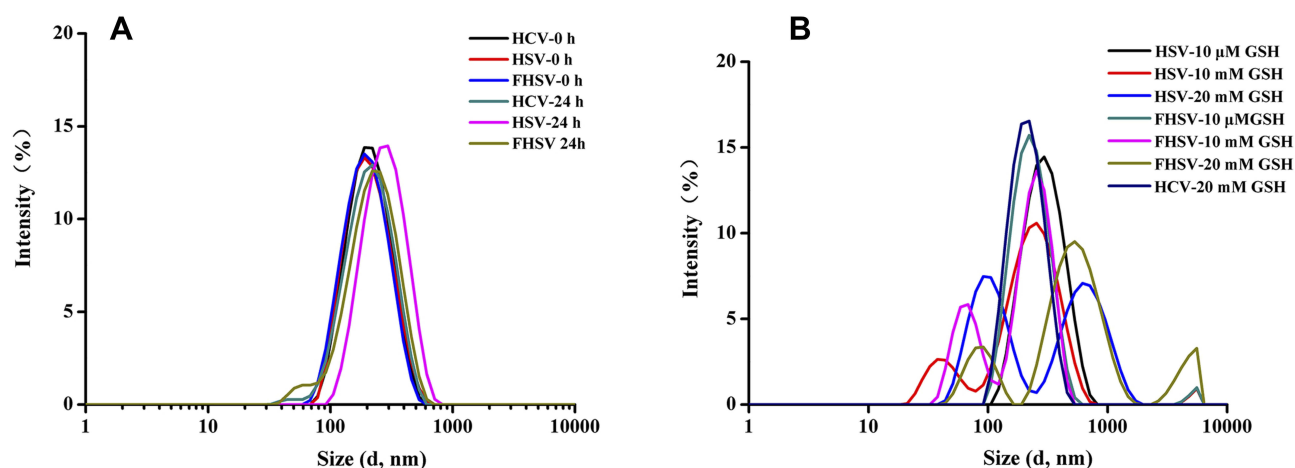 A
20
15
10
5
0
Intensity (%)
1
10
100
1000
10000
Size (d, nm)
HCV-0 h
HSV-0 h
FHSV-0 h
HCV-24 h
HSV-24 h
FHSV 24h
B
20
15
10
5
0
Intensity (%)
1
10
100
1000
10000
Size (d, nm)
HSV-10 μM GSH
HSV-10 mM GSH
HSV-20 mM GSH
FHSV-10 μMGSH
FHSV-10 mM GSH
FHSV-20 mM GSH
HCV-20 mM GSH